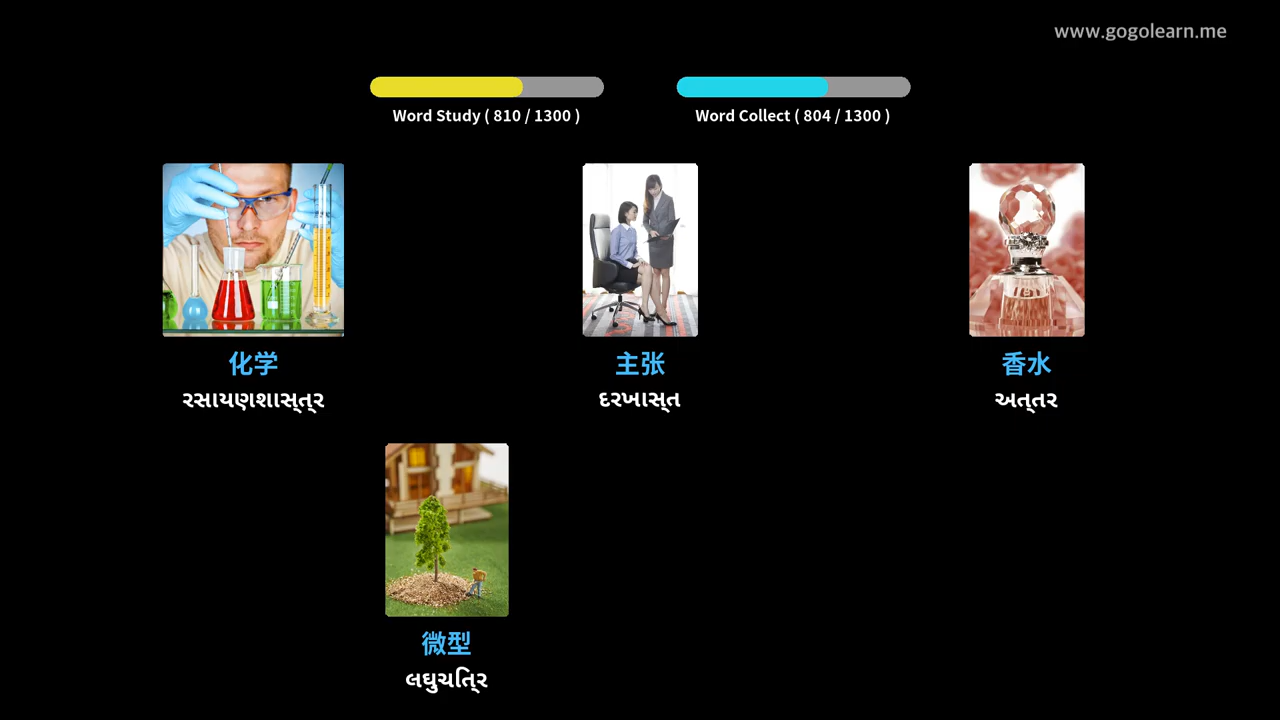 www.gogolearn.me
Word Study ( 810 / 1300 )
Word Collect ( 804 / 1300 )
化学
રસાયણશાસ્ત્ર
主张
દરખાસ્ત
香水
અત્તર
微型
લઘુચિત્ર